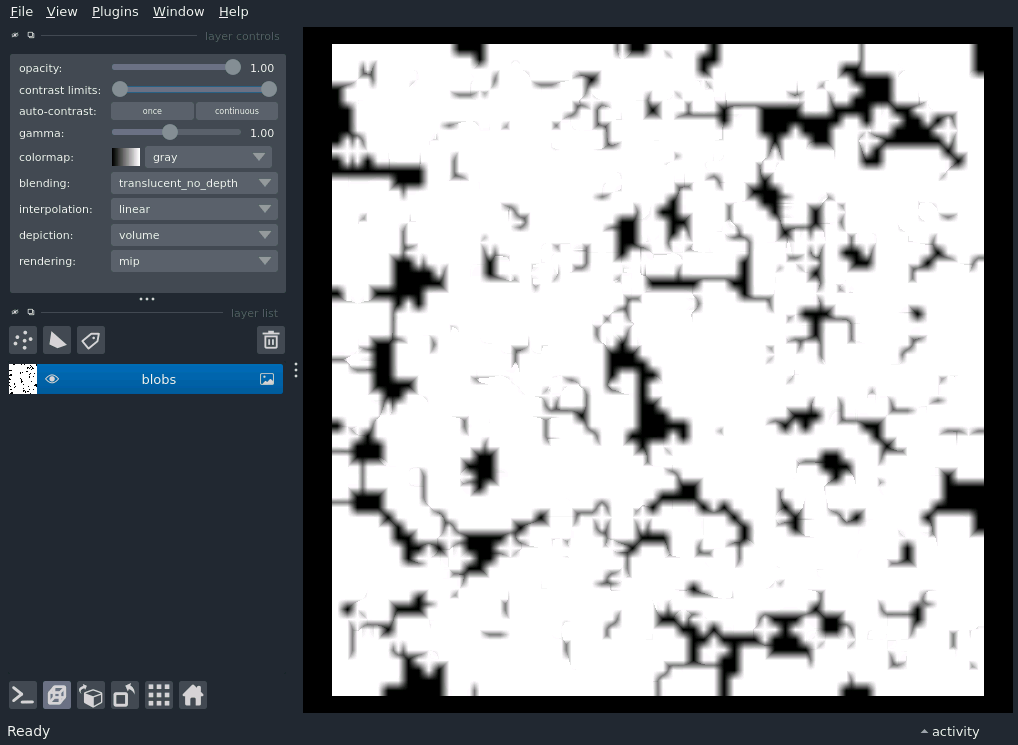 File View Plugins Window Help
layer controls
opacity: 1.00
contrast limits:
auto-contrast: once continuous
gamma: 1.00
colormap: gray
blending: translucent_no_depth
interpolation: linear
depiction: volume
rendering: mip
layer list
blobs
Ready
activity